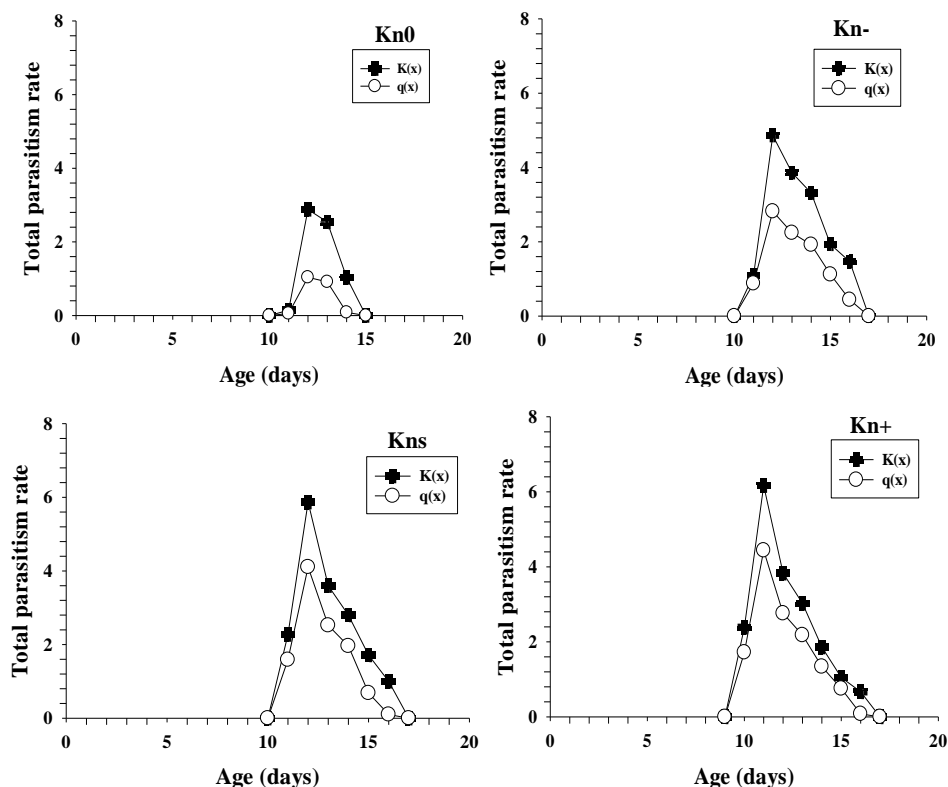 Kn0
K(x)
q(x)
Total parasitism rate
8
6
4
2
0
0 5 10 15 20
Age (days)
Kn-
K(x)
q(x)
Total parasitism rate
8
6
4
2
0
0 5 10 15 20
Age (days)
Kns
K(x)
q(x)
Total parasitism rate
8
6
4
2
0
0 5 10 15 20
Age (days)
Kn+
K(x)
q(x)
Total parasitism rate
8
6
4
2
0
0 5 10 15 20
Age (days)